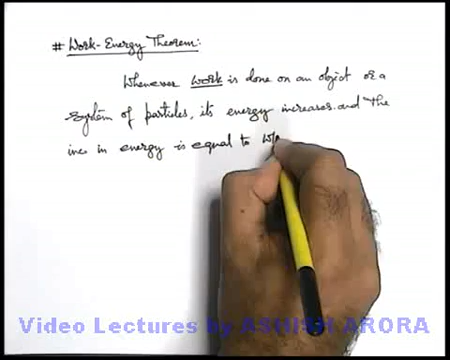 # Work-Energy Theorem:
Whenever work is done on an object or a
system of particles, its energy increases. and the
incs in energy is equal to W/
Video Lectures by ASHISH ARORA